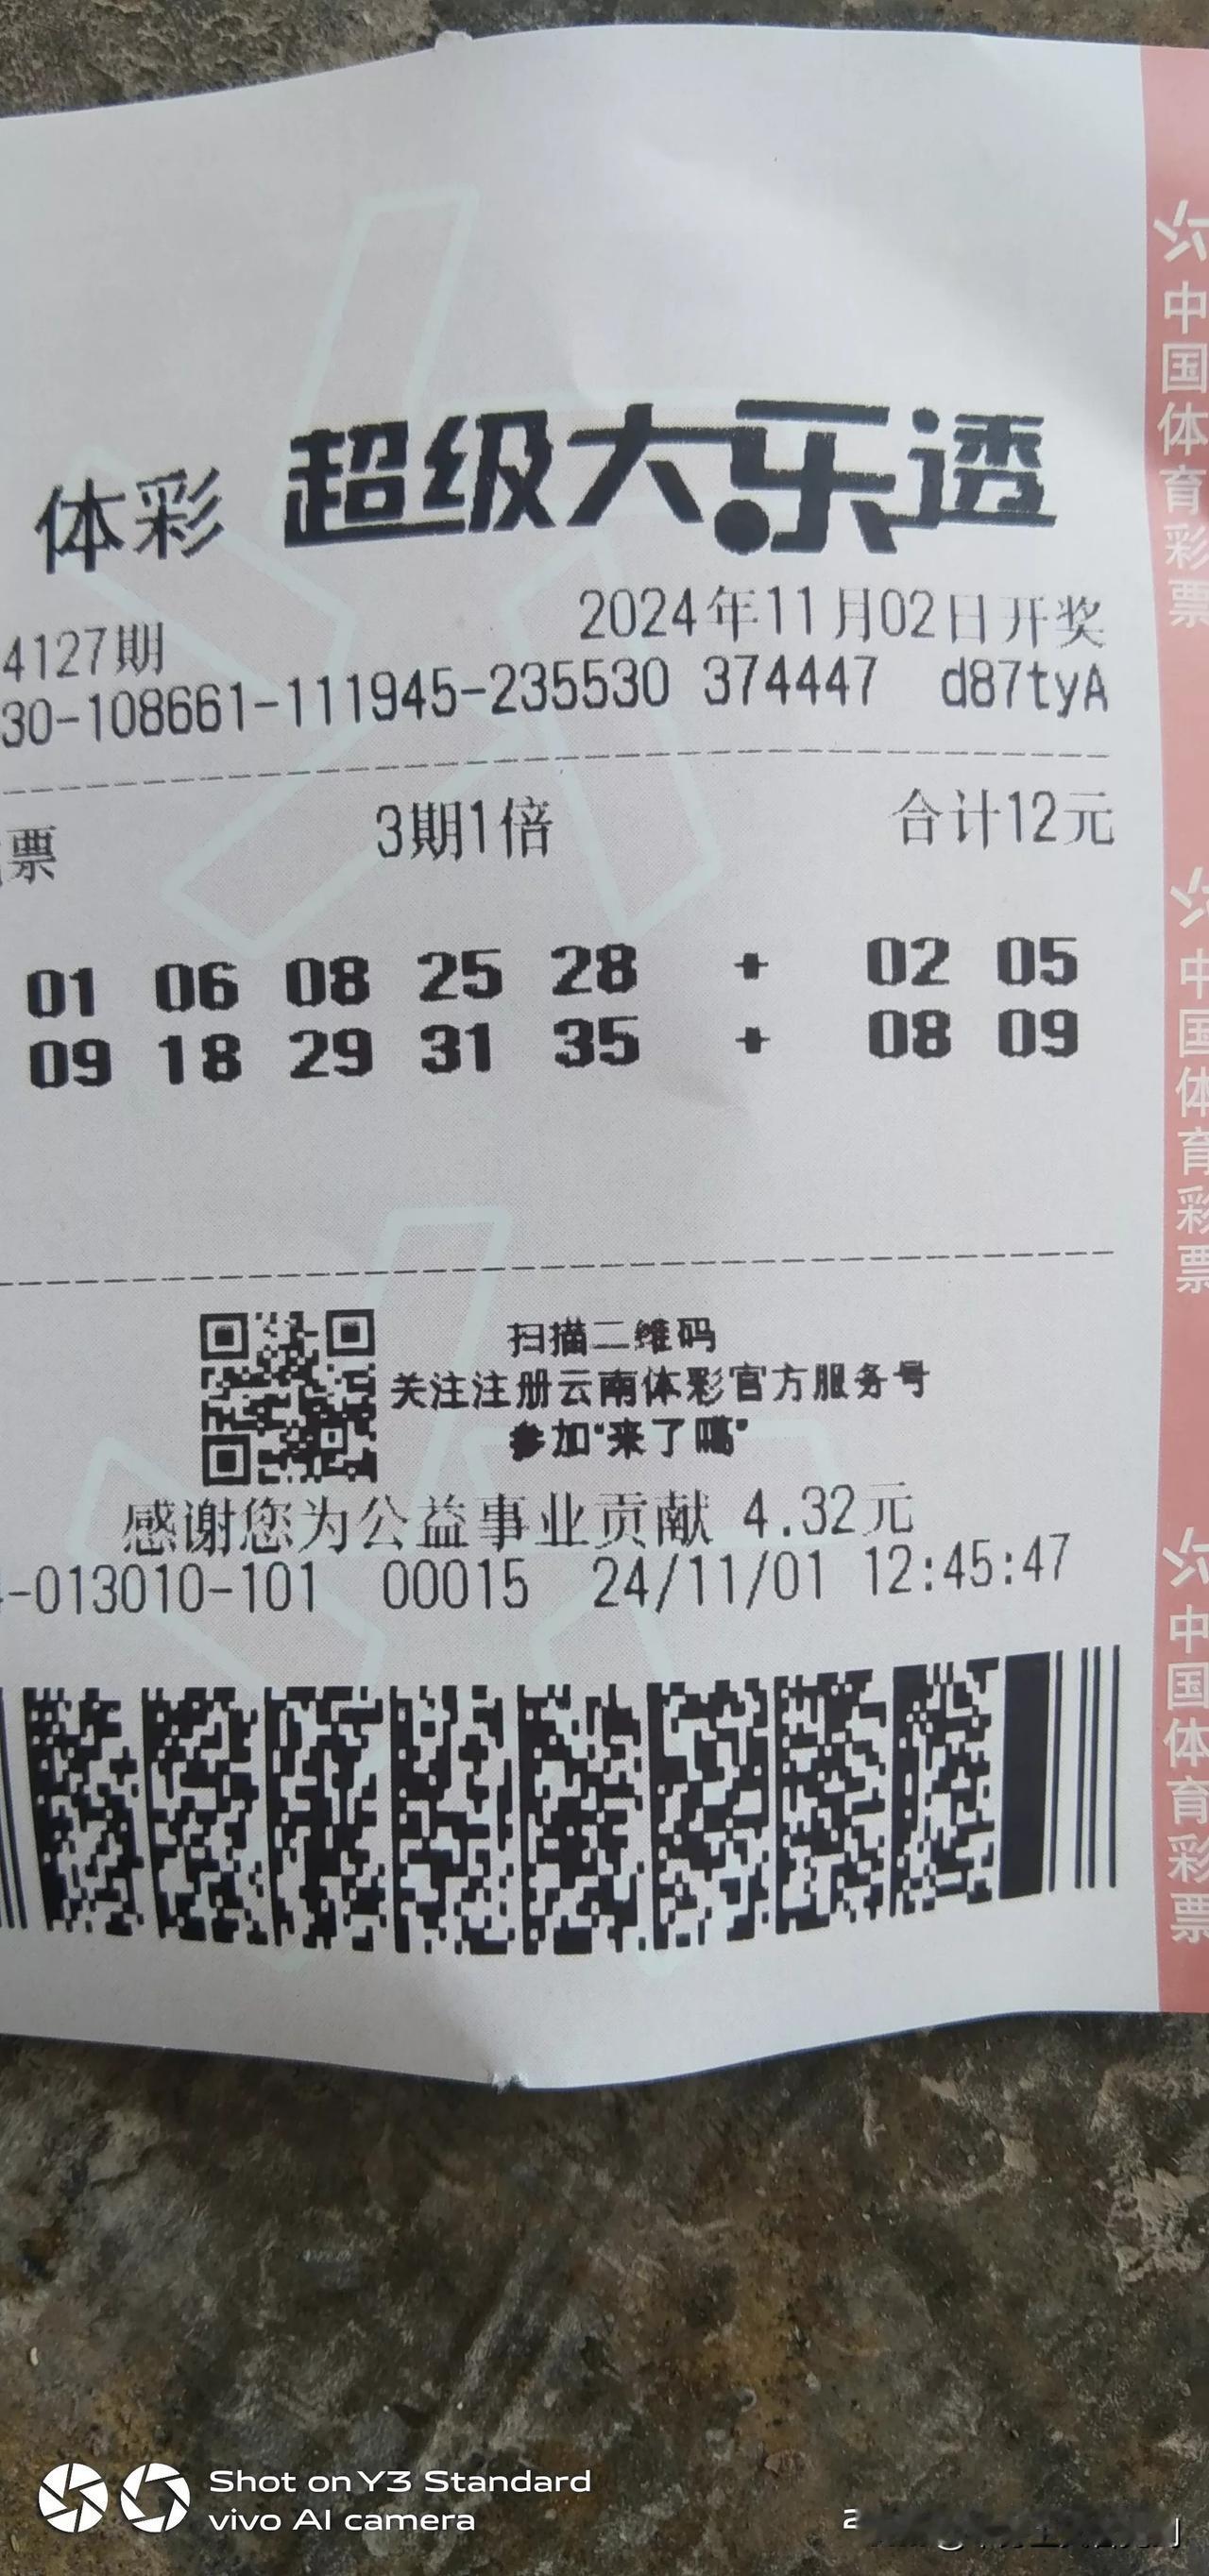 体彩 超级大乐透
4127期 2024年11月02日开奖
30-108661-111945-235530 374447 d87tyA
票 3期1倍 合计12元
01 06 08 25 28 + 02 05
09 18 29 31 35 + 08 09
扫描二维码
关注注册云南体彩官方服务号
参加“来了噶”
感谢您为公益事业贡献 4.32元
-013010-101 00015 24/11/01 12:45:47
中国体育彩票
中国体育彩票
中国体育彩票
Shot on Y3 Standard
vivo AI camera